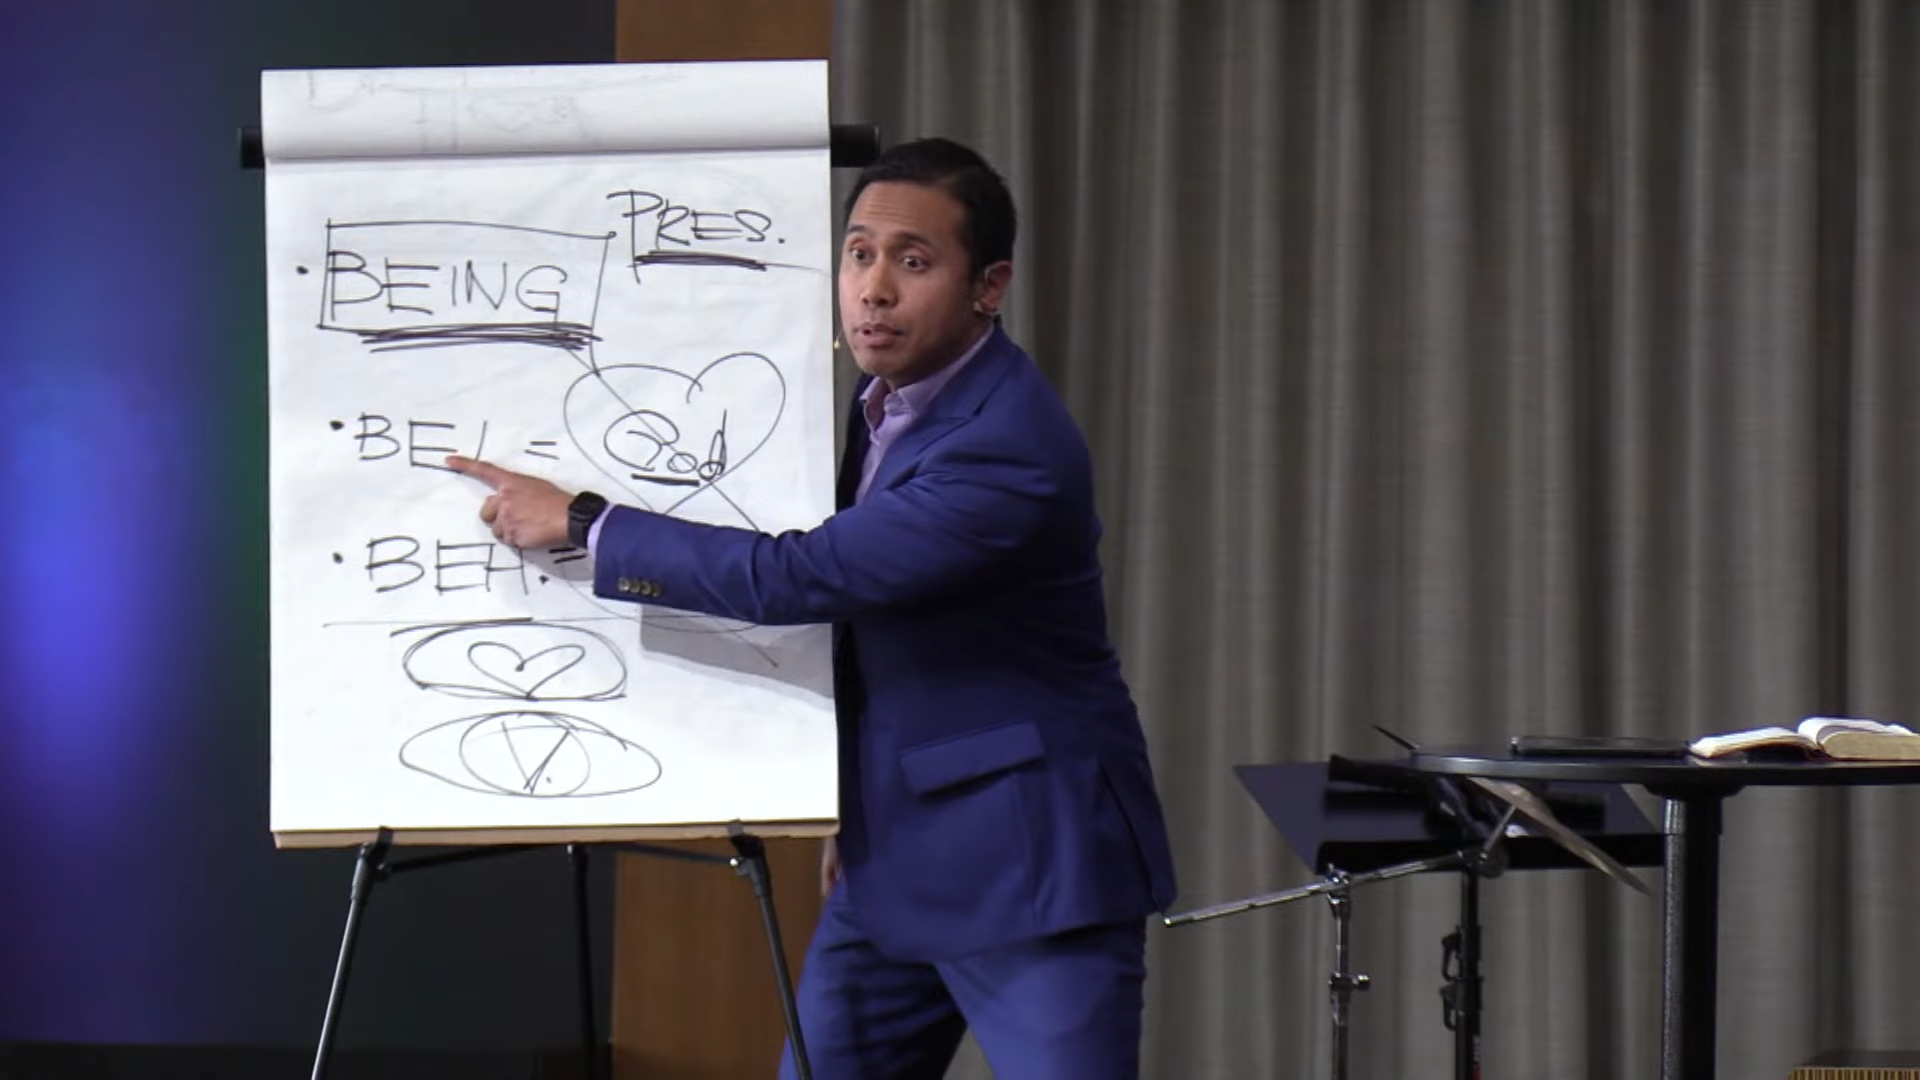 PRES.
• BEING
• BEL = God
• BEH. =
V.